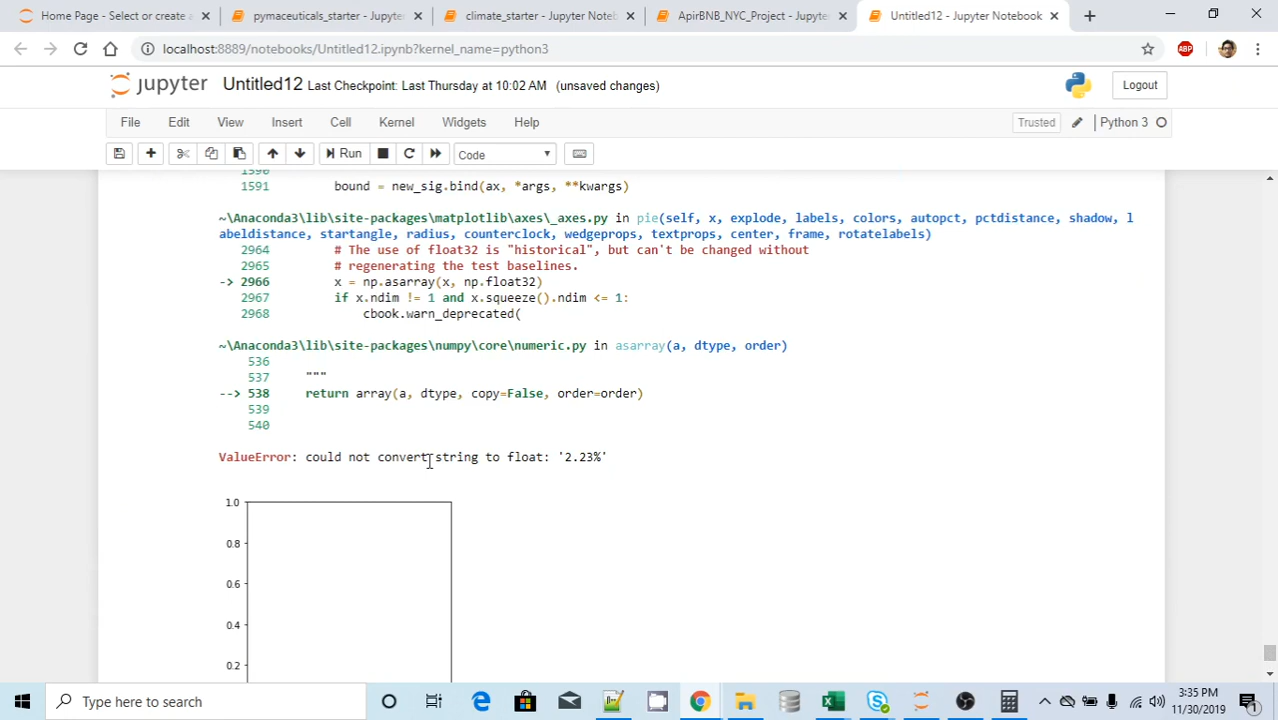 Home Page - Select or create a
pymaceuticals_starter - Jupyter
climate_starter - Jupyter Noteb
ApirBNB_NYC_Project - Jupyter
Untitled12 - Jupyter Notebook
localhost:8889/notebooks/Untitled12.ipynb?kernel_name=python3
ABP
jupyter Untitled12 Last Checkpoint: Last Thursday at 10:02 AM (unsaved changes)
Logout
File Edit View Insert Cell Kernel Widgets Help
Trusted
Python 3
Run
Code
1590
1591 bound = new_sig.bind(ax, *args, **kwargs)
~\Anaconda3\lib\site-packages\matplotlib\axes\_axes.py in pie(self, x, explode, labels, colors, autopct, pctdistance, shadow, l
abeldistance, startangle, radius, counterclock, wedgeprops, textprops, center, frame, rotatelabels)
2964 # The use of float32 is "historical", but can't be changed without
2965 # regenerating the test baselines.
-> 2966 x = np.asarray(x, np.float32)
2967 if x.ndim != 1 and x.squeeze().ndim <= 1:
2968 cbook.warn_deprecated(
~\Anaconda3\lib\site-packages\numpy\core\numeric.py in asarray(a, dtype, order)
536
537 """
--> 538 return array(a, dtype, copy=False, order=order)
539
540
ValueError: could not convert string to float: '2.23%'
1.0
0.8
0.6
0.4
0.2
Type here to search
3:35 PM
11/30/2019
1